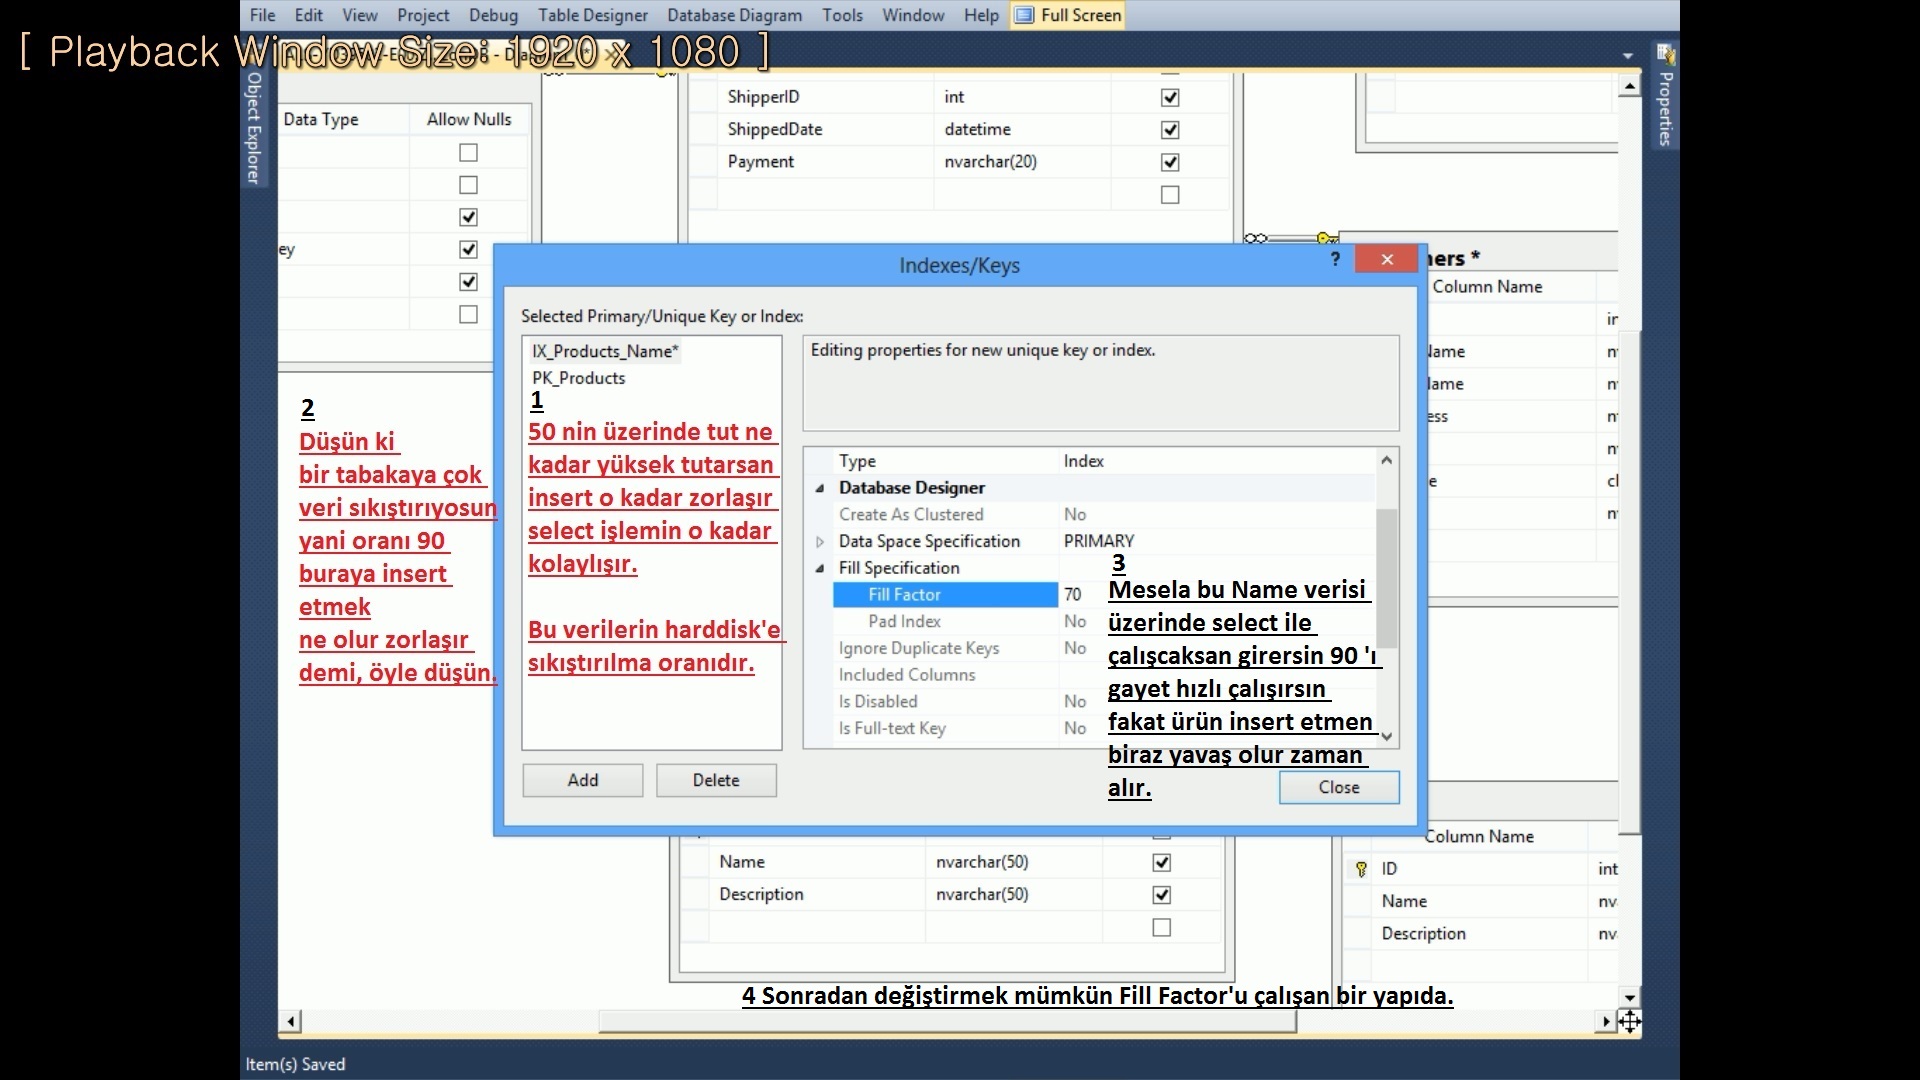 File Edit View Project Debug Table Designer Database Diagram Tools Window Help Full Screen
[ Playback Window Size: 1920 x 1080 ]
Object Explorer
Properties
Data Type Allow Nulls
ey
ShipperID int
ShippedDate datetime
Payment nvarchar(20)
ners *
Column Name
Indexes/Keys
?
Selected Primary/Unique Key or Index:
IX_Products_Name*
PK_Products
Editing properties for new unique key or index.
1
50 nin üzerinde tut ne
kadar yüksek tutarsan
insert o kadar zorlaşır
select işlemin o kadar
kolaylışır.
Bu verilerin harddisk'e
sıkıştırılma oranıdır.
2
Düşün ki
bir tabakaya çok
veri sıkıştırıyosun
yani oranı 90
buraya insert
etmek
ne olur zorlaşır
demi, öyle düşün.
Type Index
Database Designer
Create As Clustered No
Data Space Specification PRIMARY
Fill Specification
Fill Factor 70
Pad Index No
Ignore Duplicate Keys No
Included Columns
Is Disabled No
Is Full-text Key No
3
Mesela bu Name verisi
üzerinde select ile
çalışcaksan girersin 90 'ı
gayet hızlı çalışırsın
fakat ürün insert etmen
biraz yavaş olur zaman
alır.
Add Delete Close
Name nvarchar(50)
Description nvarchar(50)
Column Name
ID int
Name nv
Description nv
4 Sonradan değiştirmek mümkün Fill Factor'u çalışan bir yapıda.
Item(s) Saved